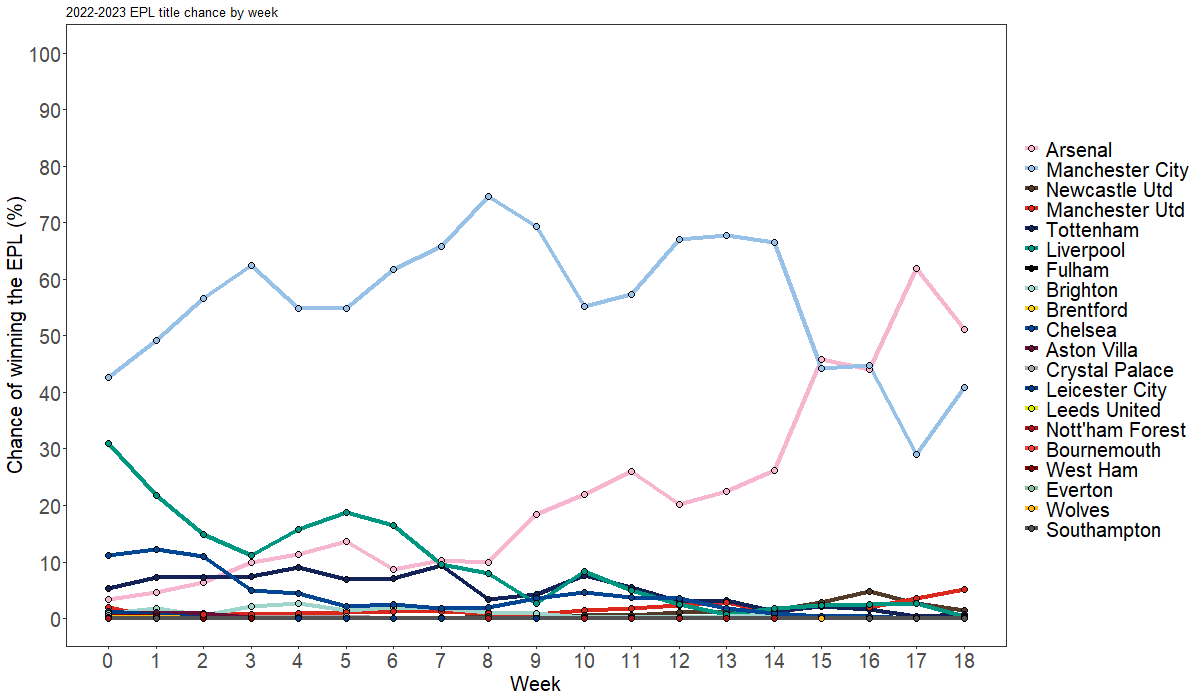 2022-2023 EPL title chance by week
Chance of winning the EPL (%)
100
90
80
70
60
50
40
30
20
10
0
0 1 2 3 4 5 6 7 8 9 10 11 12 13 14 15 16 17 18
Week
Arsenal
Manchester City
Newcastle Utd
Manchester Utd
Tottenham
Liverpool
Fulham
Brighton
Brentford
Chelsea
Aston Villa
Crystal Palace
Leicester City
Leeds United
Nott'ham Forest
Bournemouth
West Ham
Everton
Wolves
Southampton